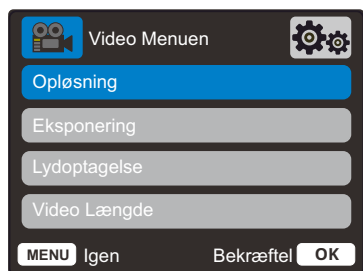 Video Menuen
Opløsning
Eksponering
Lydoptagelse
Video Længde
MENU Igen Bekræftel OK